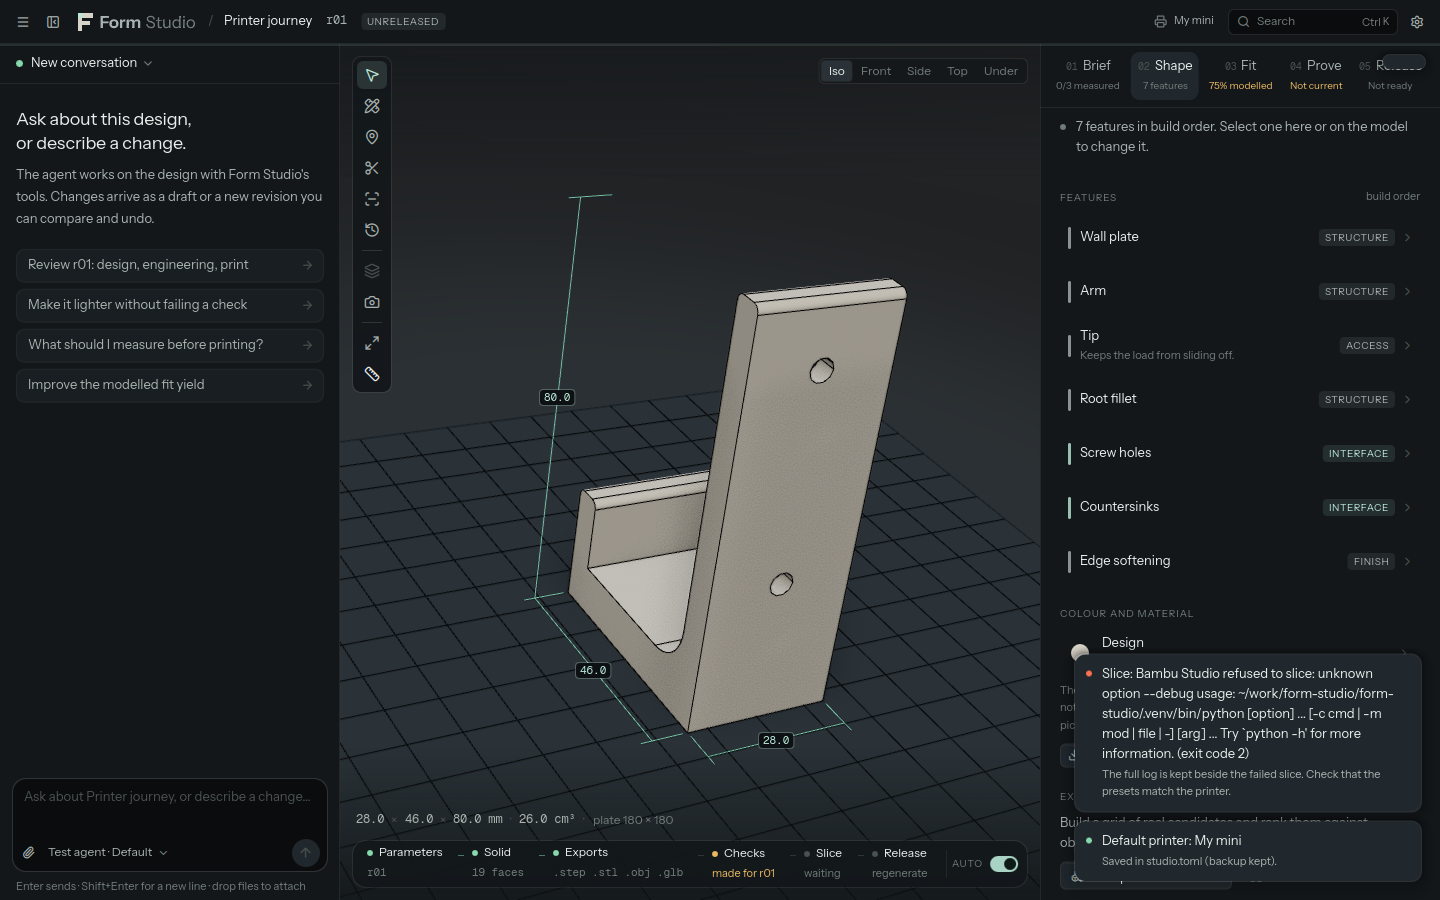 Form Studio / Printer journey r01 UNRELEASED
My mini
Search Ctrl K
New conversation
Ask about this design,
or describe a change.
The agent works on the design with Form Studio's
tools. Changes arrive as a draft or a new revision you
can compare and undo.
Review r01: design, engineering, print
Make it lighter without failing a check
What should I measure before printing?
Improve the modelled fit yield
Ask about Printer journey, or describe a change...
Test agent · Default
Enter sends · Shift+Enter for a new line · drop files to attach
Iso Front Side Top Under
80.0
46.0
28.0
28.0 × 46.0 × 80.0 mm · 26.0 cm³ · plate 180 × 180
Parameters
r01
Solid
19 faces
Exports
.step .stl .obj .glb
Checks
made for r01
Slice
waiting
Release
regenerate
AUTO
01 Brief
0/3 measured
02 Shape
7 features
03 Fit
75% modelled
04 Prove
Not current
05
Not ready
7 features in build order. Select one here or on the model
to change it.
FEATURES build order
Wall plate STRUCTURE
Arm STRUCTURE
Tip
Keeps the load from sliding off.
ACCESS
Root fillet STRUCTURE
Screw holes INTERFACE
Countersinks INTERFACE
Edge softening FINISH
COLOUR AND MATERIAL
Design
Slice: Bambu Studio refused to slice: unknown
option --debug usage: ~/work/form-studio/form-
studio/.venv/bin/python [option] ... [-c cmd | -m
mod | file | -] [arg] ... Try `python -h' for more
information. (exit code 2)
The full log is kept beside the failed slice. Check that the
presets match the printer.
Default printer: My mini
Saved in studio.toml (backup kept).